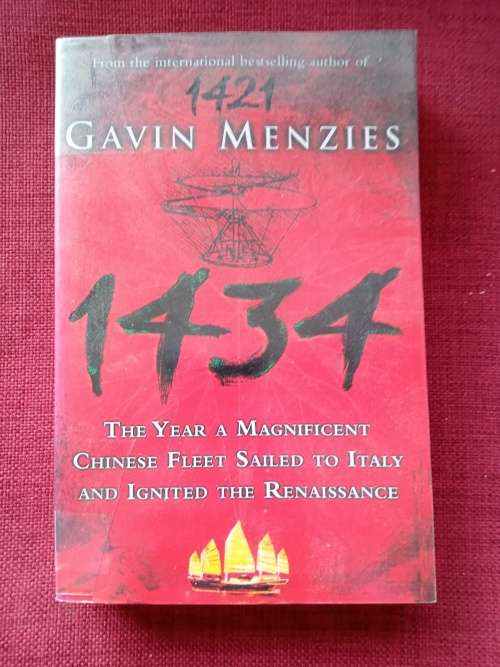 From the international bestselling author of
1421
GAVIN MENZIES
1434
THE YEAR A MAGNIFICENT
CHINESE FLEET SAILED TO ITALY
AND IGNITED THE RENAISSANCE